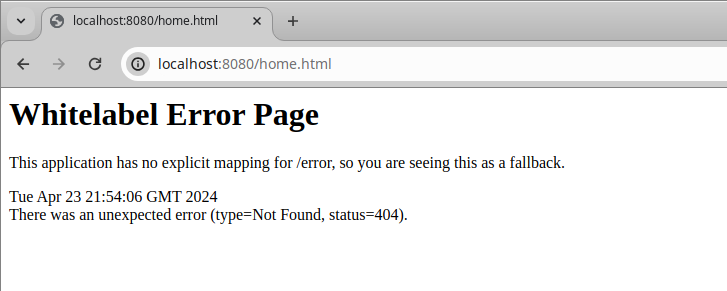 localhost:8080/home.html
localhost:8080/home.html
Whitelabel Error Page
This application has no explicit mapping for /error, so you are seeing this as a fallback.
Tue Apr 23 21:54:06 GMT 2024
There was an unexpected error (type=Not Found, status=404).